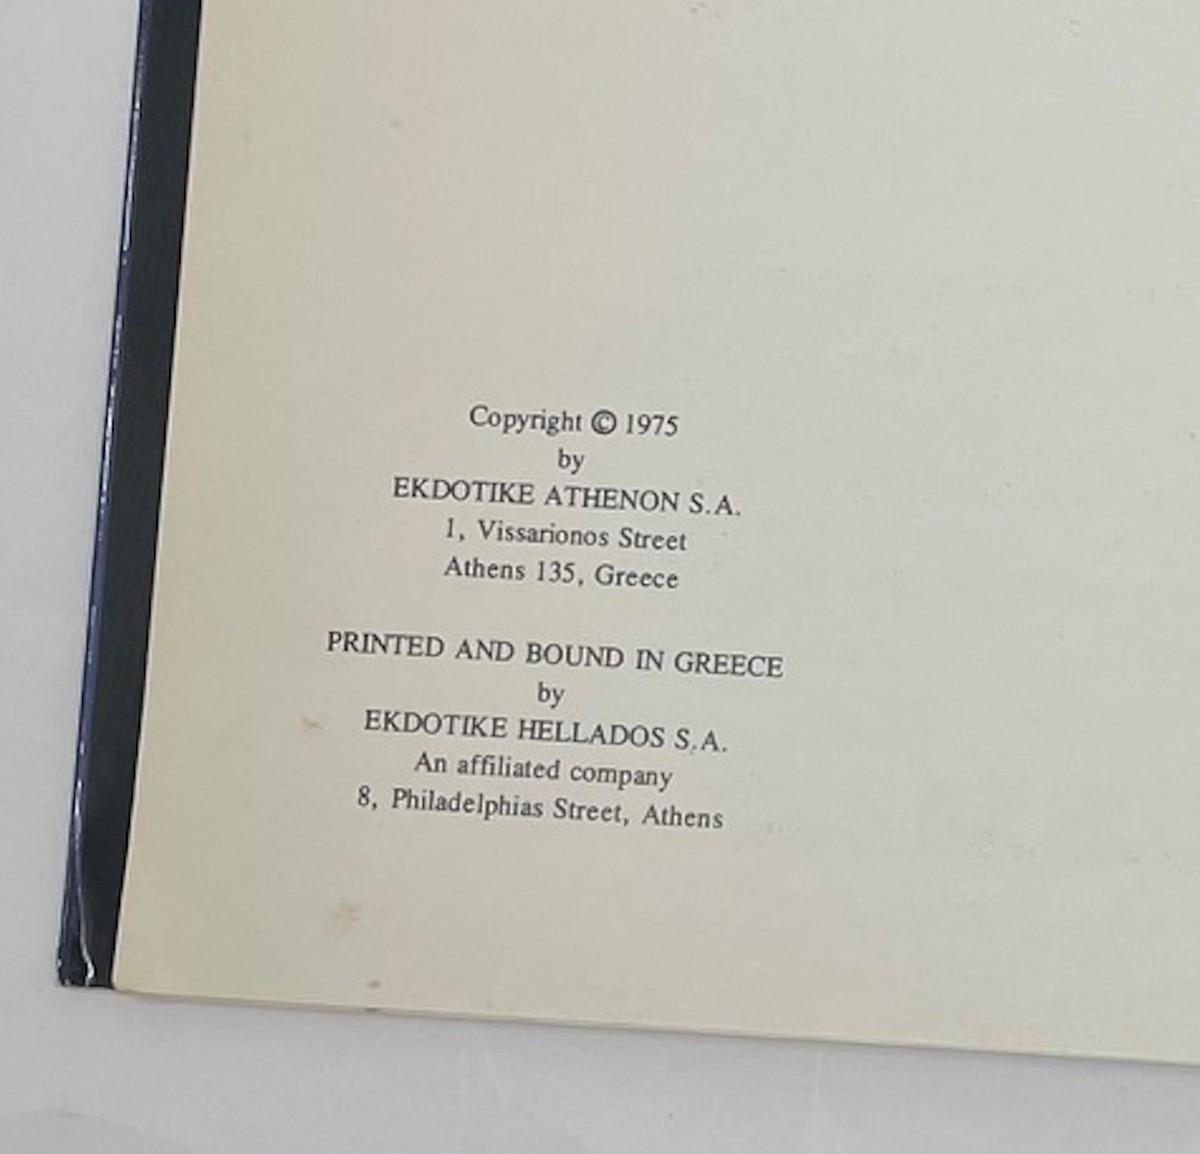 Copyright © 1975
by
EKDOTIKE ATHENON S.A.
1, Vissarionos Street
Athens 135, Greece
PRINTED AND BOUND IN GREECE
by
EKDOTIKE HELLADOS S.A.
An affiliated company
8, Philadelphias Street, Athens